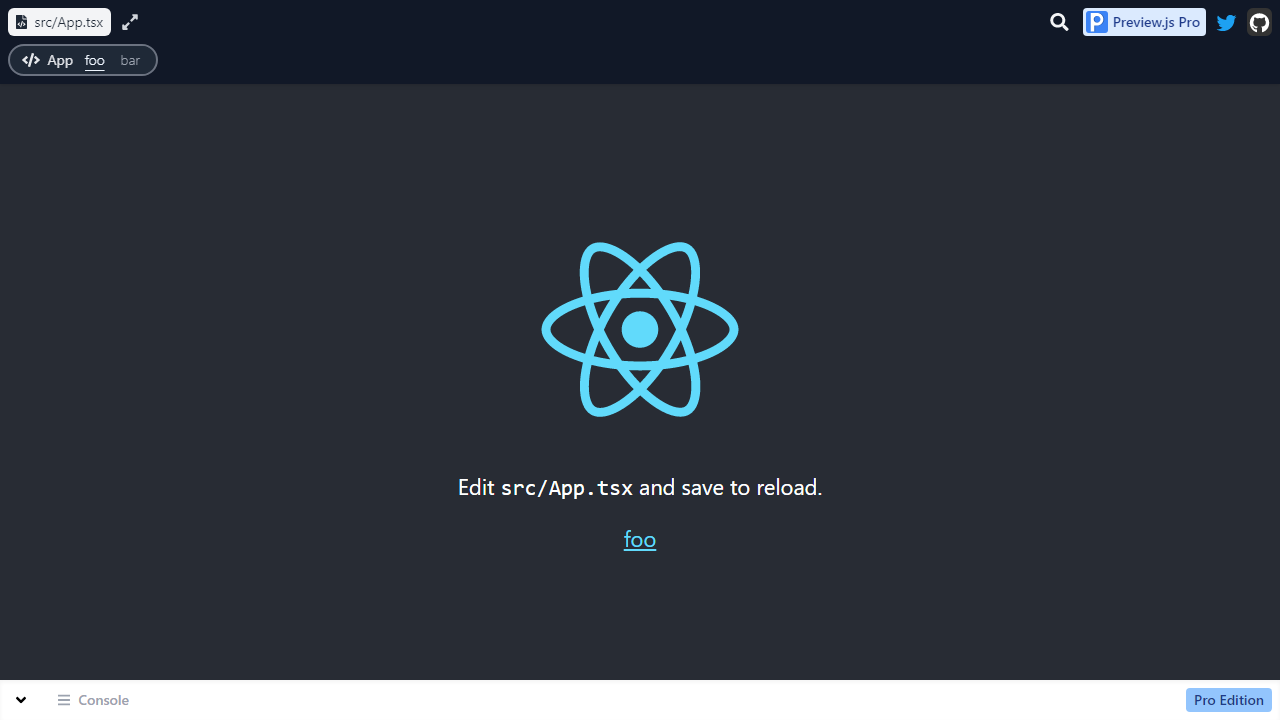 src/App.tsx
Preview.js Pro
App foo bar
Edit src/App.tsx and save to reload.
foo
Console
Pro Edition